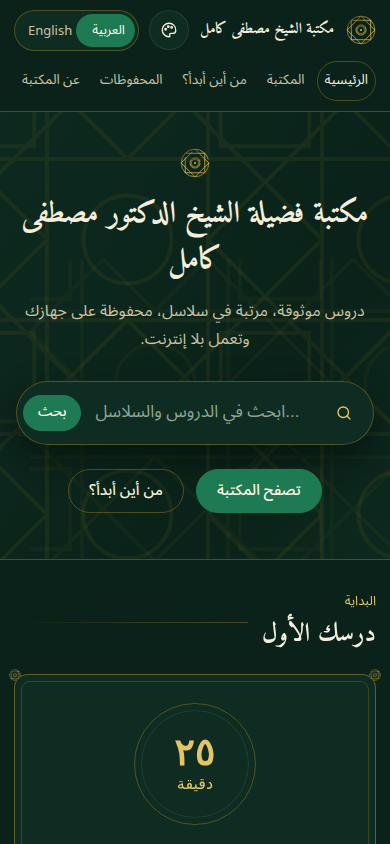 مكتبة الشيخ مصطفى كامل
العربية English
الرئيسية المكتبة من أين أبدأ؟ المحفوظات عن المكتبة
مكتبة فضيلة الشيخ الدكتور مصطفى
كامل
دروس موثوقة، مرتبة في سلاسل، محفوظة على جهازك
وتعمل بلا إنترنت.
ابحث في الدروس والسلاسل... بحث
تصفح المكتبة من أين أبدأ؟
البداية
درسك الأول
٢٥
دقيقة